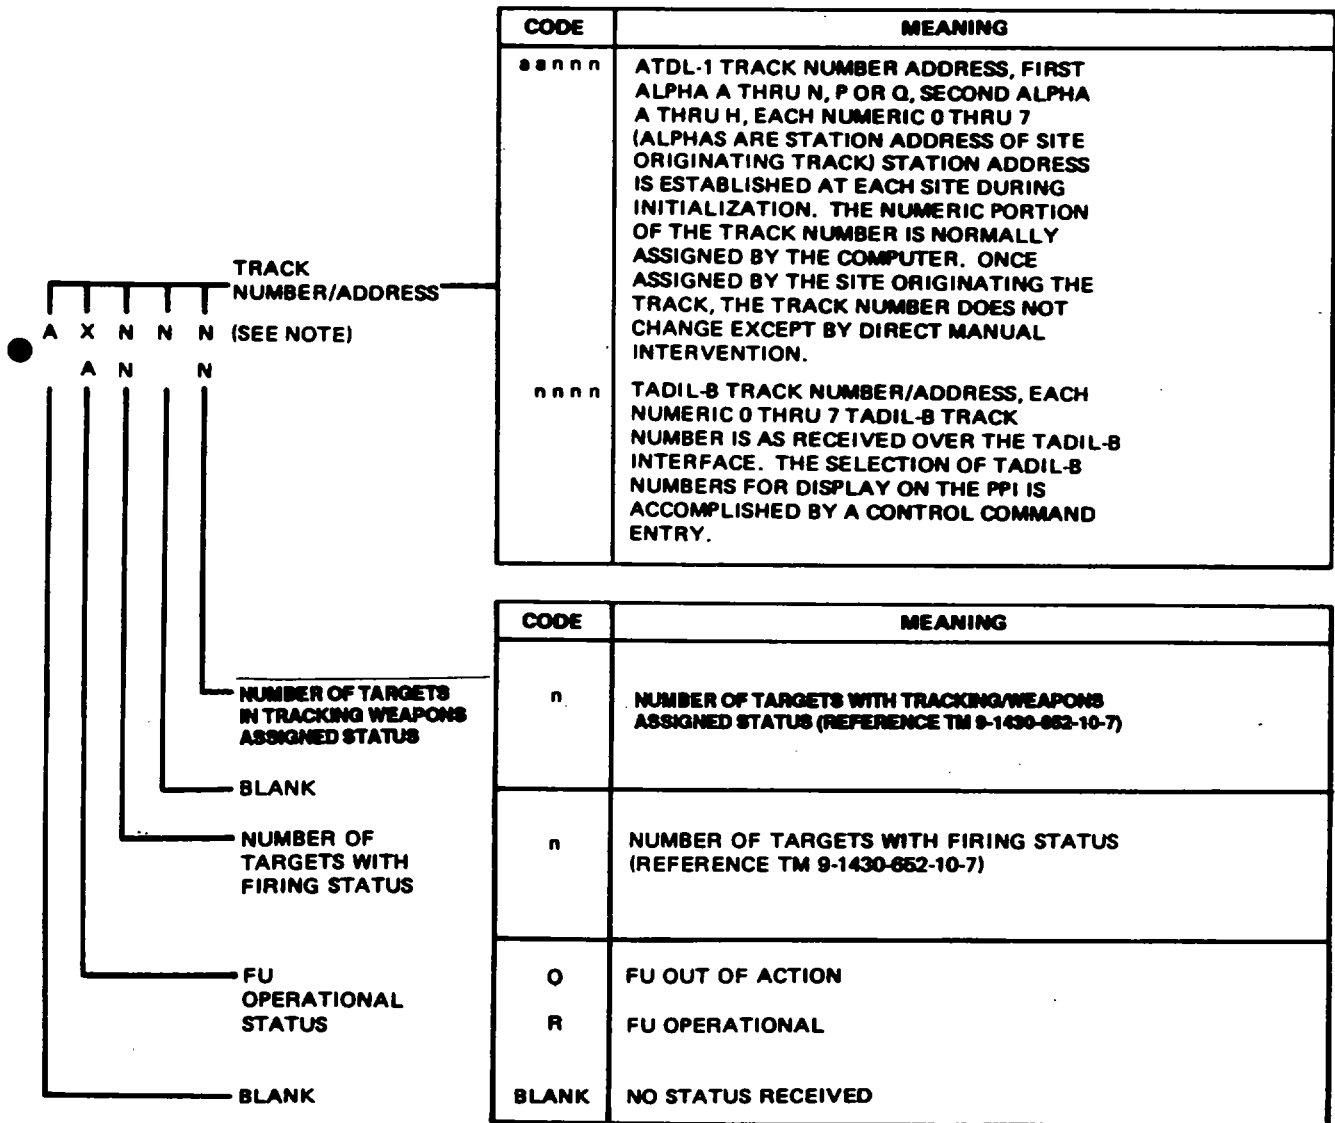 CODE MEANING
aannn ATDL-1 TRACK NUMBER ADDRESS, FIRST
ALPHA A THRU N, P OR Q, SECOND ALPHA
A THRU H, EACH NUMERIC 0 THRU 7
(ALPHAS ARE STATION ADDRESS OF SITE
ORIGINATING TRACK) STATION ADDRESS
IS ESTABLISHED AT EACH SITE DURING
INITIALIZATION. THE NUMERIC PORTION
OF THE TRACK NUMBER IS NORMALLY
ASSIGNED BY THE COMPUTER. ONCE
ASSIGNED BY THE SITE ORIGINATING THE
TRACK, THE TRACK NUMBER DOES NOT
CHANGE EXCEPT BY DIRECT MANUAL
INTERVENTION.
nnnn TADIL-B TRACK NUMBER/ADDRESS, EACH
NUMERIC 0 THRU 7 TADIL-B TRACK
NUMBER IS AS RECEIVED OVER THE TADIL-B
INTERFACE. THE SELECTION OF TADIL-B
NUMBERS FOR DISPLAY ON THE PPI IS
ACCOMPLISHED BY A CONTROL COMMAND
ENTRY.
TRACK
NUMBER/ADDRESS
A X N N N (SEE NOTE)
A N N
CODE MEANING
NUMBER OF TARGETS
IN TRACKING WEAPONS
ASSIGNED STATUS
n NUMBER OF TARGETS WITH TRACKING/WEAPONS
ASSIGNED STATUS (REFERENCE TM 9-1430-652-10-7)
BLANK
NUMBER OF
TARGETS WITH
FIRING STATUS
n NUMBER OF TARGETS WITH FIRING STATUS
(REFERENCE TM 9-1430-652-10-7)
FU
OPERATIONAL
STATUS
O FU OUT OF ACTION
R FU OPERATIONAL
BLANK
BLANK NO STATUS RECEIVED